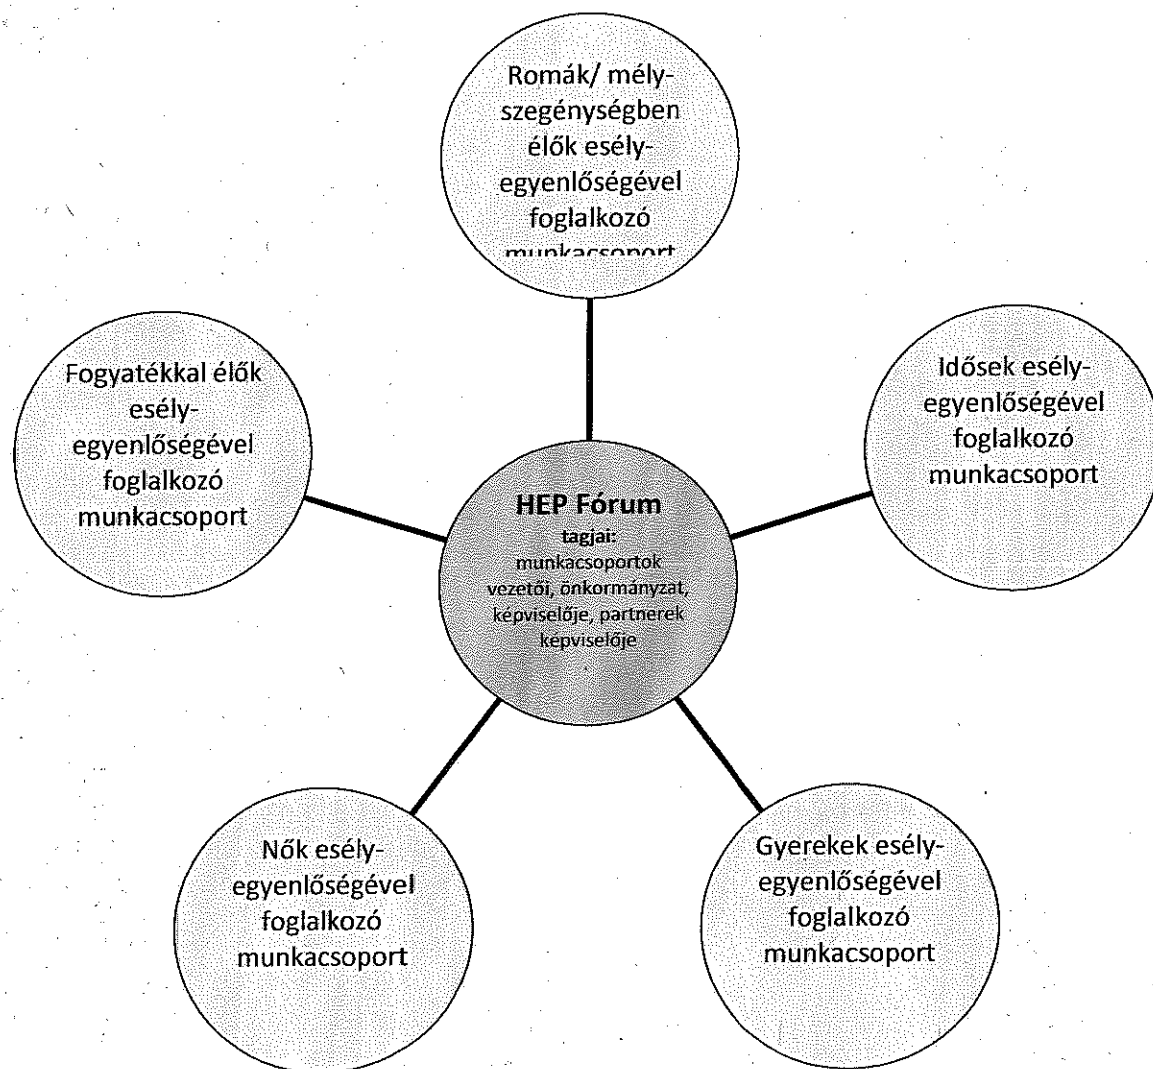 Romák/ mély-
szegénységben
élők esély-
egyenlőségével
foglalkozó
munkacsoport
Fogyatékkal élők
esély-
egyenlőségével
foglalkozó
munkacsoport
Idősek esély-
egyenlőségével
foglalkozó
munkacsoport
HEP Fórum
tagjai:
munkacsoportok
vezetői, önkormányzat,
képviselője, partnerek
képviselője
Nők esély-
egyenlőségével
foglalkozó
munkacsoport
Gyerekek esély-
egyenlőségével
foglalkozó
munkacsoport